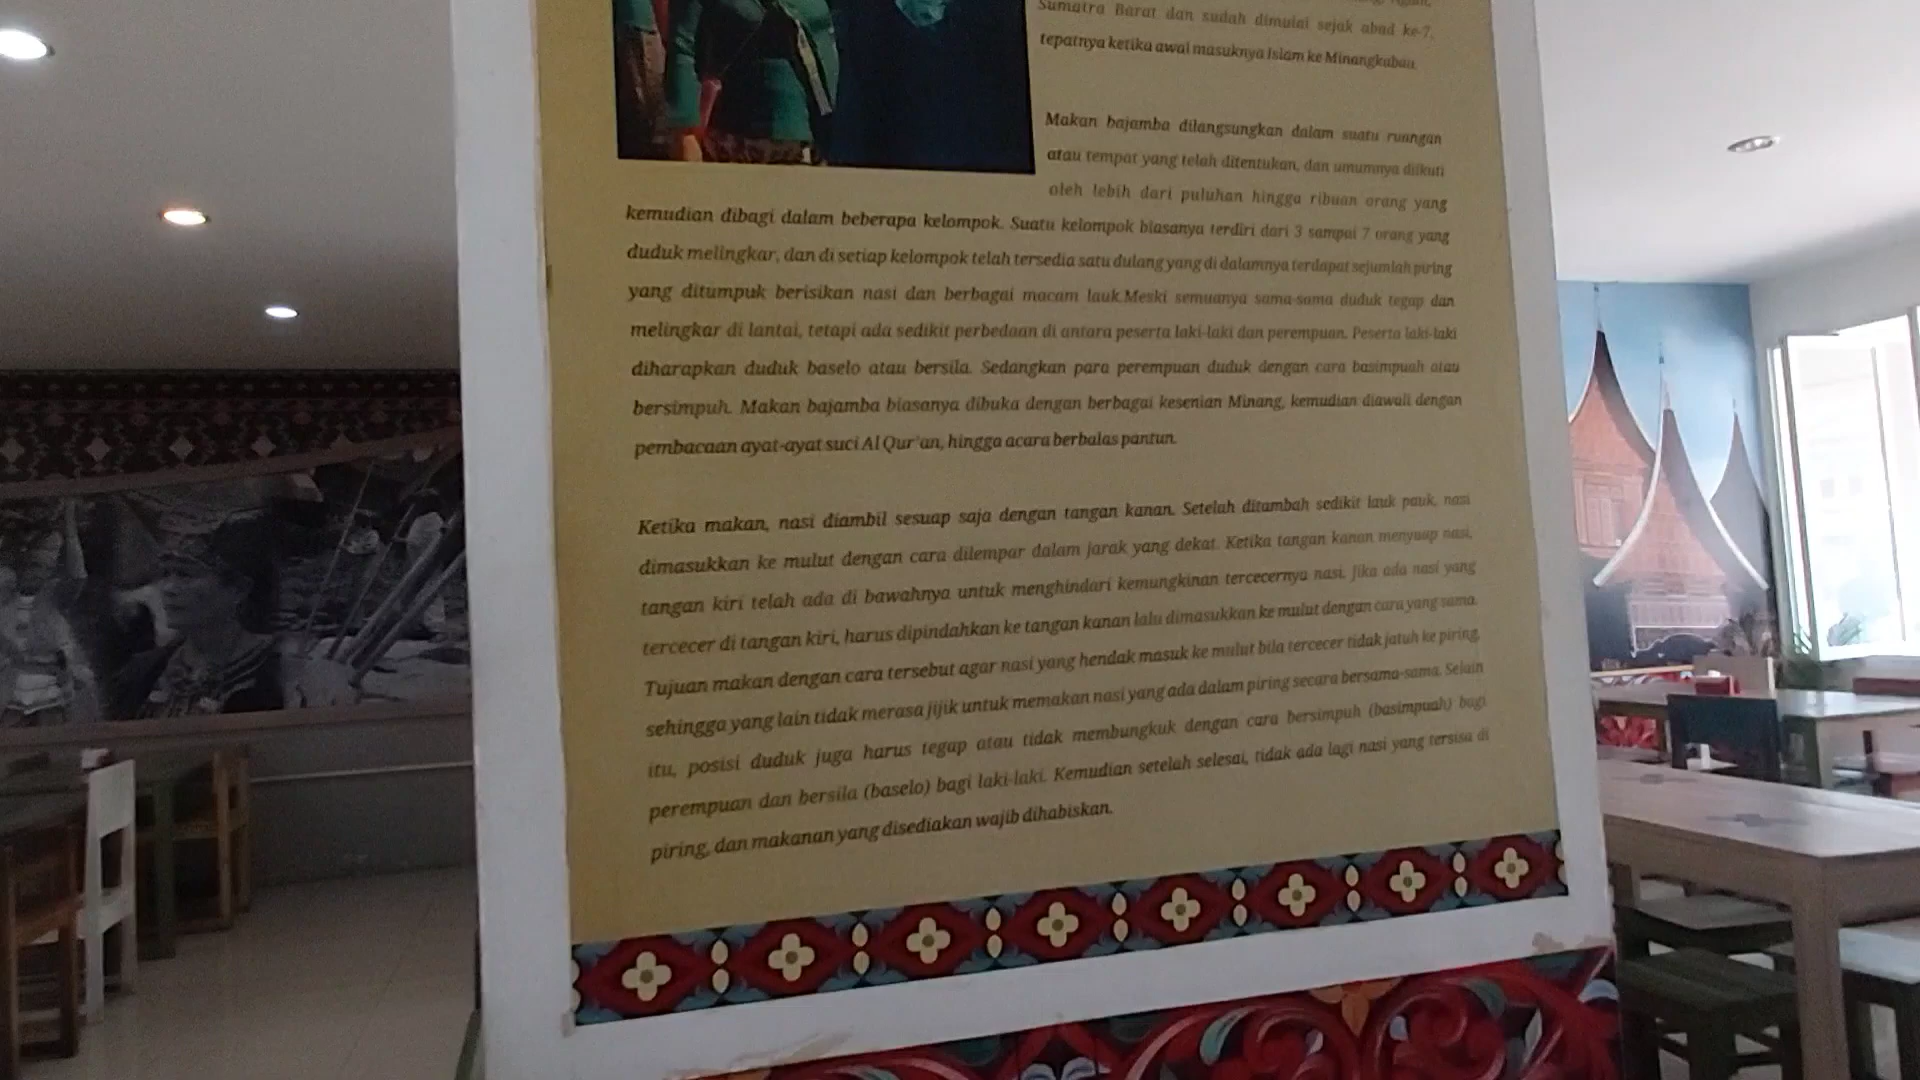 Sumatra Barat dan sudah dimulai sejak abad ke-7,
tepatnya ketika awal masuknya Islam ke Minangkabau.
Makan bajamba dilangsungkan dalam suatu ruangan
atau tempat yang telah ditentukan, dan umumnya diikuti
oleh lebih dari puluhan hingga ribuan orang yang
kemudian dibagi dalam beberapa kelompok. Suatu kelompok biasanya terdiri dari 3 sampai 7 orang yang
duduk melingkar, dan di setiap kelompok telah tersedia satu dulang yang di dalamnya terdapat sejumlah piring
yang ditumpuk berisikan nasi dan berbagai macam lauk.Meski semuanya sama-sama duduk tegap dan
melingkar di lantai, tetapi ada sedikit perbedaan di antara peserta laki-laki dan perempuan. Peserta laki-laki
diharapkan duduk baselo atau bersila. Sedangkan para perempuan duduk dengan cara basimpuah atau
bersimpuh. Makan bajamba biasanya dibuka dengan berbagai kesenian Minang, kemudian diawali dengan
pembacaan ayat-ayat suci Al Qur'an, hingga acara berbalas pantun.
Ketika makan, nasi diambil sesuap saja dengan tangan kanan. Setelah ditambah sedikit lauk pauk, nasi
dimasukkan ke mulut dengan cara dilempar dalam jarak yang dekat. Ketika tangan kanan menyuap nasi,
tangan kiri telah ada di bawahnya untuk menghindari kemungkinan tercecernya nasi. Jika ada nasi yang
tercecer di tangan kiri, harus dipindahkan ke tangan kanan lalu dimasukkan ke mulut dengan cara yang sama.
Tujuan makan dengan cara tersebut agar nasi yang hendak masuk ke mulut bila tercecer tidak jatuh ke piring,
sehingga yang lain tidak merasa jijik untuk memakan nasi yang ada dalam piring secara bersama-sama. Selain
itu, posisi duduk juga harus tegap atau tidak membungkuk dengan cara bersimpuh (basimpuah) bagi
perempuan dan bersila (baselo) bagi laki-laki. Kemudian setelah selesai, tidak ada lagi nasi yang tersisa di
piring, dan makanan yang disediakan wajib dihabiskan.